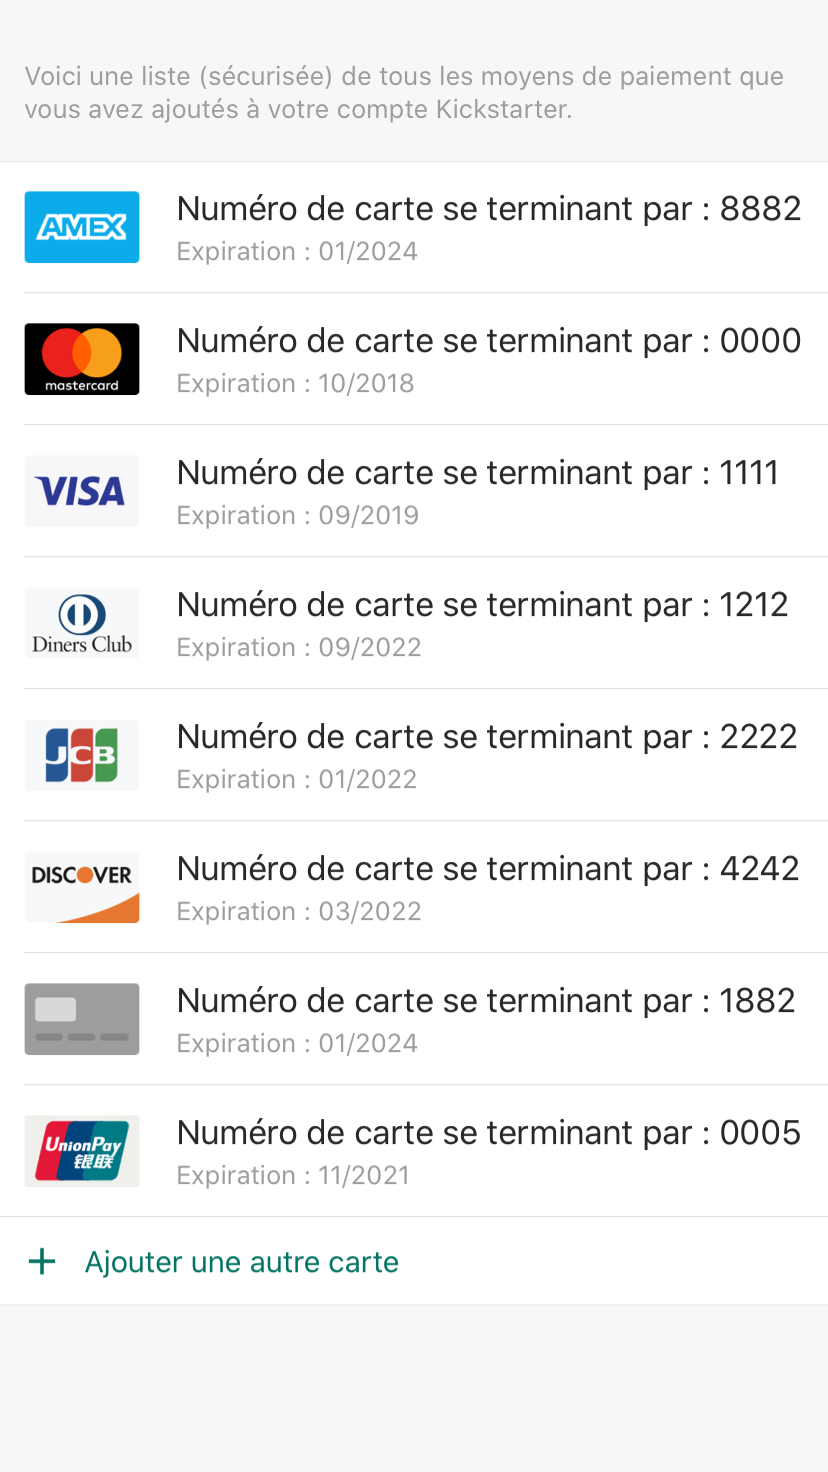 Voici une liste (sécurisée) de tous les moyens de paiement que
vous avez ajoutés à votre compte Kickstarter.
AMEX
Numéro de carte se terminant par : 8882
Expiration : 01/2024
mastercard
Numéro de carte se terminant par : 0000
Expiration : 10/2018
VISA
Numéro de carte se terminant par : 1111
Expiration : 09/2019
Diners Club
Numéro de carte se terminant par : 1212
Expiration : 09/2022
JCB
Numéro de carte se terminant par : 2222
Expiration : 01/2022
DISCOVER
Numéro de carte se terminant par : 4242
Expiration : 03/2022
Numéro de carte se terminant par : 1882
Expiration : 01/2024
UnionPay
银联
Numéro de carte se terminant par : 0005
Expiration : 11/2021
+ Ajouter une autre carte